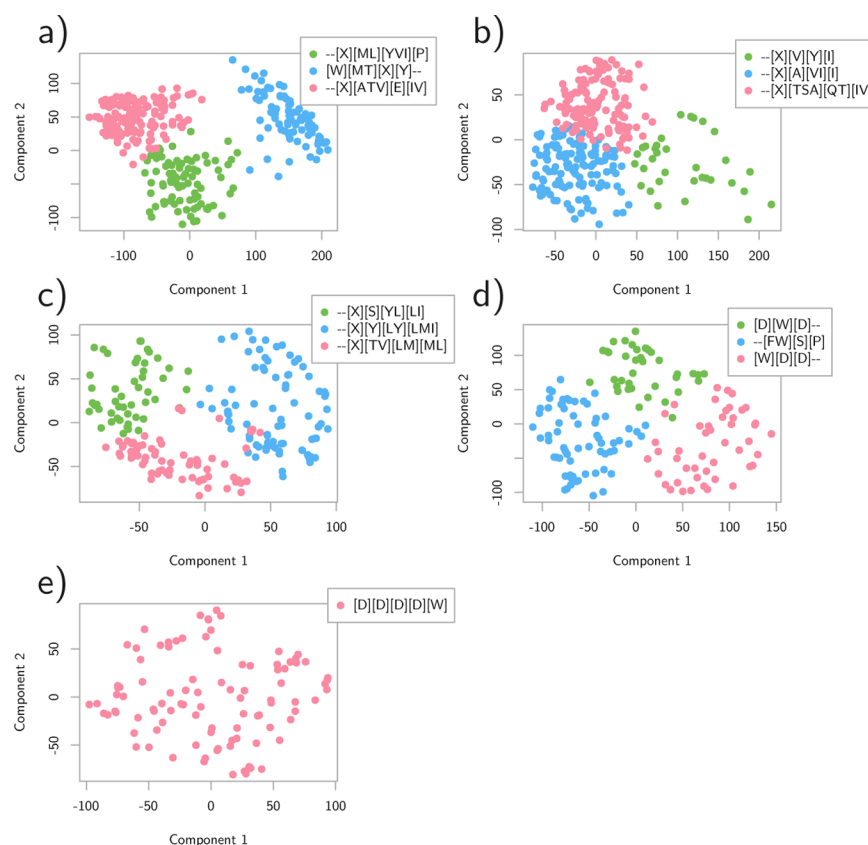 a)
--[X][ML][YVI][P]
[W][MT][X][Y]--
--[X][ATV][E][IV]
Component 2
-100
0
50
100
-100
0
100
200
Component 1
b)
--[X][V][Y][I]
--[X][A][VI][I]
--[X][TSA][QT][IV
Component 2
-100
-50
0
50
-50
0
50
100
150
200
Component 1
c)
--[X][S][YL][LI]
--[X][Y][LY][LMI]
--[X][TV][LM][ML]
Component 2
-50
0
50
100
-50
0
50
100
Component 1
d)
[D][W][D]--
--[FW][S][P]
[W][D][D]--
Component 2
-100
0
50
100
-100
-50
0
50
100
150
Component 1
e)
[D][D][D][D][W]
Component 2
-50
0
50
-100
-50
0
50
100
Component 1